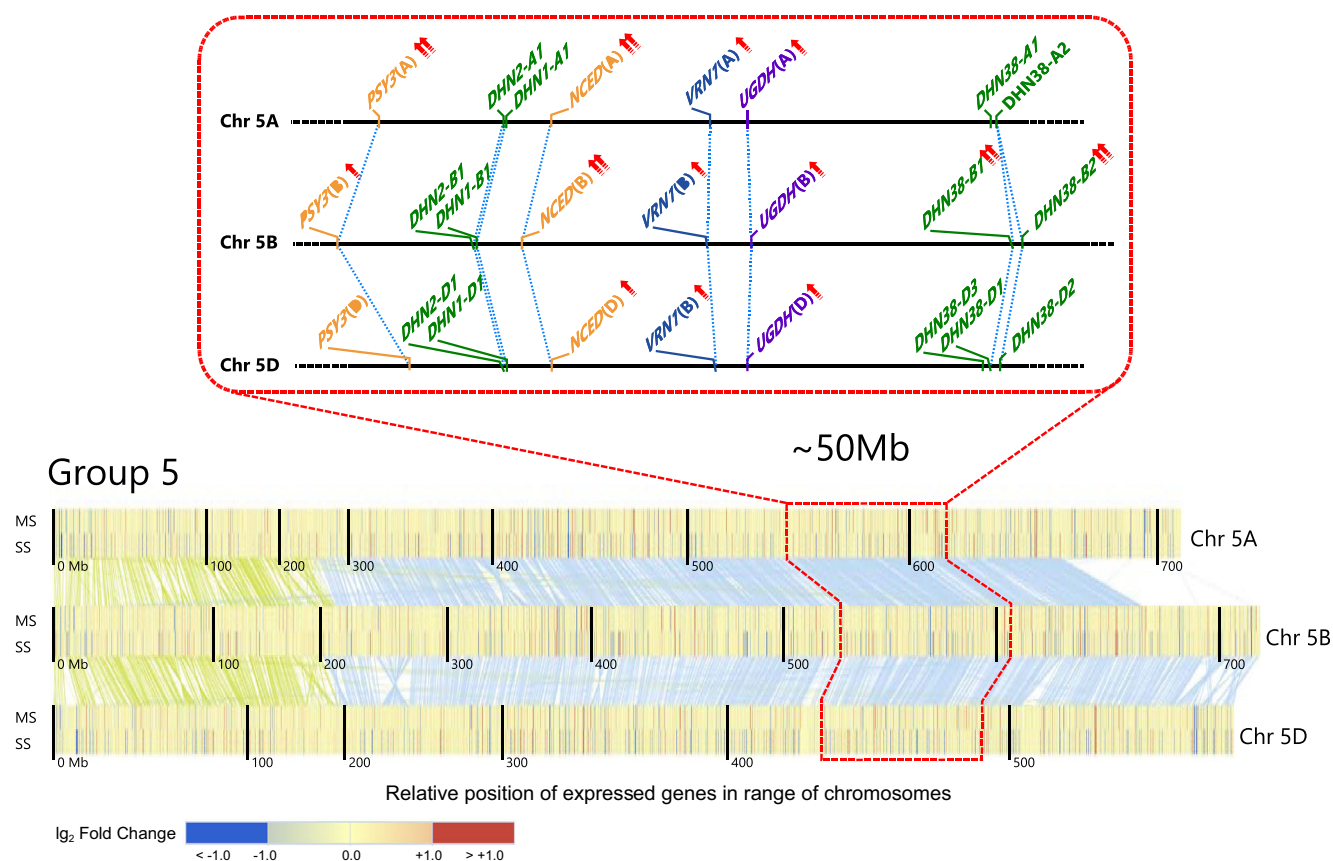 PSY3(A)
DHN2-A1
DHN1-A1
NCED(A)
VRN1(A)
UGDH(A)
DHN38-A1
DHN38-A2
Chr 5A
PSY3(B)
DHN2-B1
DHN1-B1
NCED(B)
VRN1(B)
UGDH(B)
DHN38-B1
DHN38-B2
Chr 5B
PSY3(D)
DHN2-D1
DHN1-D1
NCED(D)
VRN1(B)
UGDH(D)
DHN38-D3
DHN38-D1
DHN38-D2
Chr 5D
~50Mb
Group 5
MS
SS
Chr 5A
0 Mb 100 200 300 400 500 600 700
MS
SS
Chr 5B
0 Mb 100 200 300 400 500 700
MS
SS
Chr 5D
0 Mb 100 200 300 400 500
Relative position of expressed genes in range of chromosomes
lg2 Fold Change
< -1.0 -1.0 0.0 +1.0 > +1.0